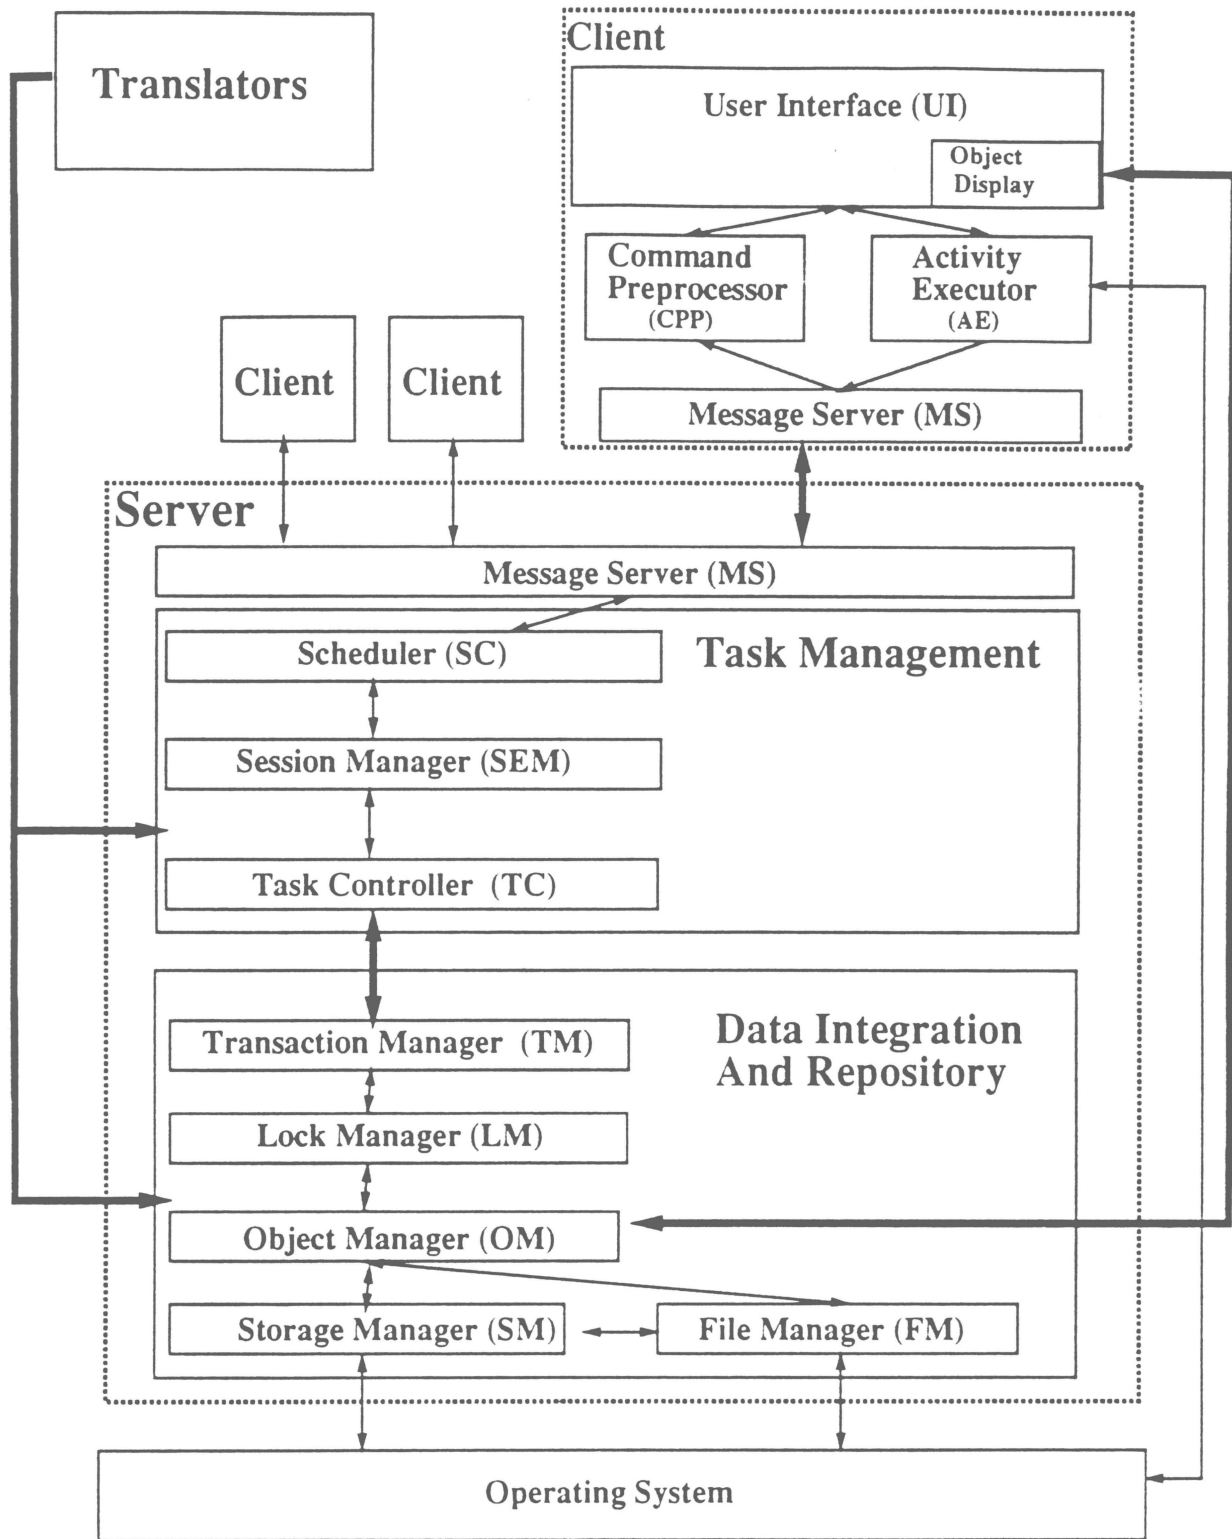 Translators
Client
User Interface (UI)
Object
Display
Command
Preprocessor
(CPP)
Activity
Executor
(AE)
Client
Client
Message Server (MS)
Server
Message Server (MS)
Scheduler (SC)
Task Management
Session Manager (SEM)
Task Controller (TC)
Data Integration
And Repository
Transaction Manager (TM)
Lock Manager (LM)
Object Manager (OM)
Storage Manager (SM)
File Manager (FM)
Operating System